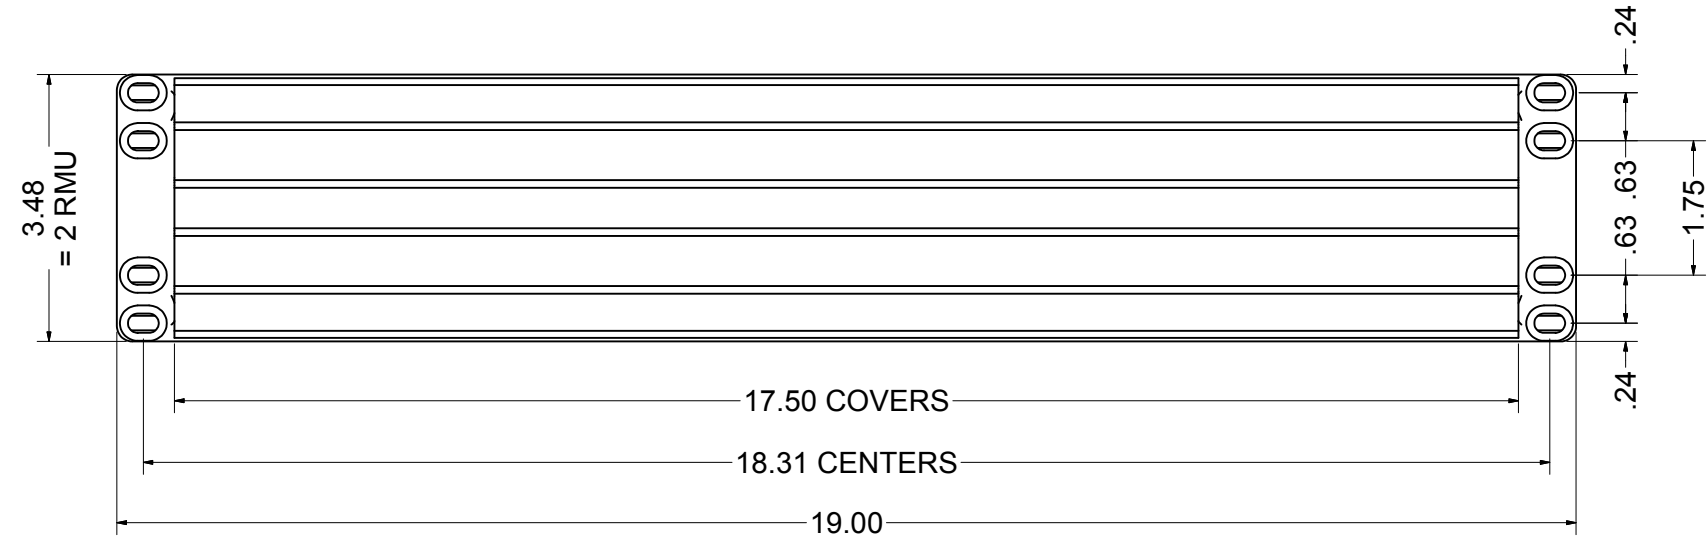 .24
3.48
= 2 RMU
.63
.63
1.75
.24
17.50 COVERS
18.31 CENTERS
19.00